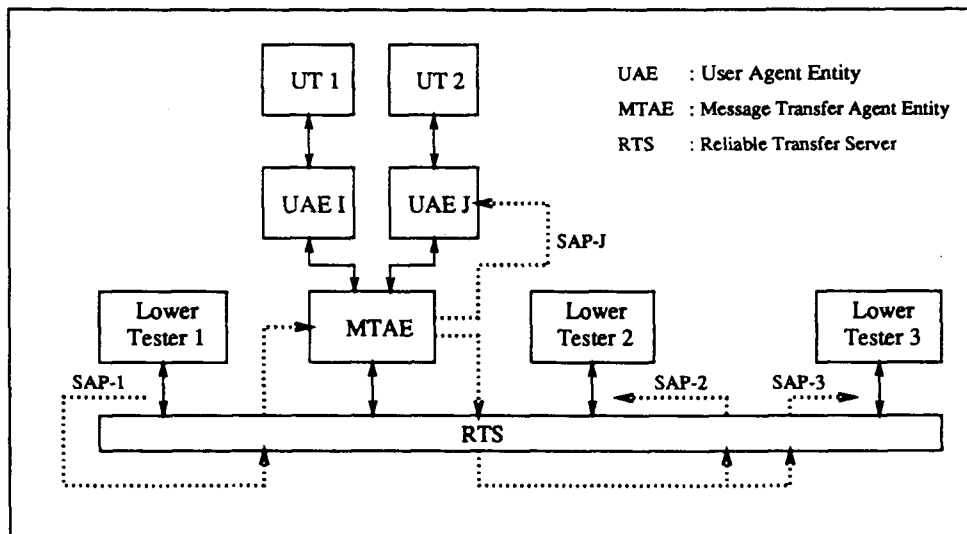 UT 1
UT 2
UAE : User Agent Entity
MTAE : Message Transfer Agent Entity
RTS : Reliable Transfer Server
UAE I
UAE J
SAP-J
Lower
Tester 1
MTAE
Lower
Tester 2
Lower
Tester 3
SAP-1
SAP-2
SAP-3
RTS